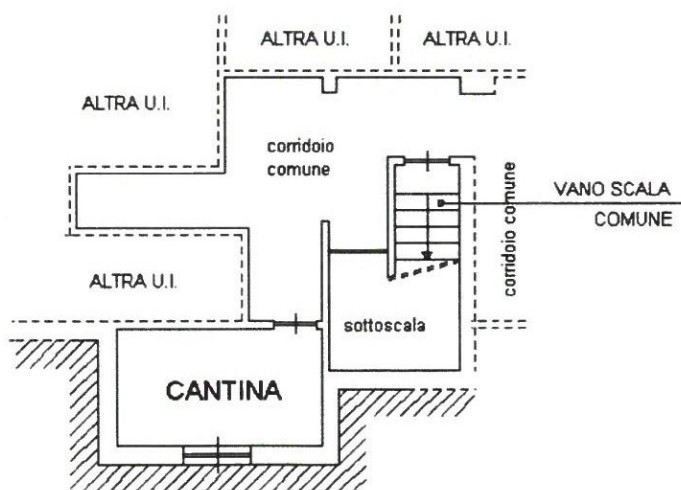 ALTRA U.I.
ALTRA U.I.
ALTRA U.I.
corridoio
comune
VANO SCALA
COMUNE
corridoio comune
ALTRA U.I.
sottoscala
CANTINA